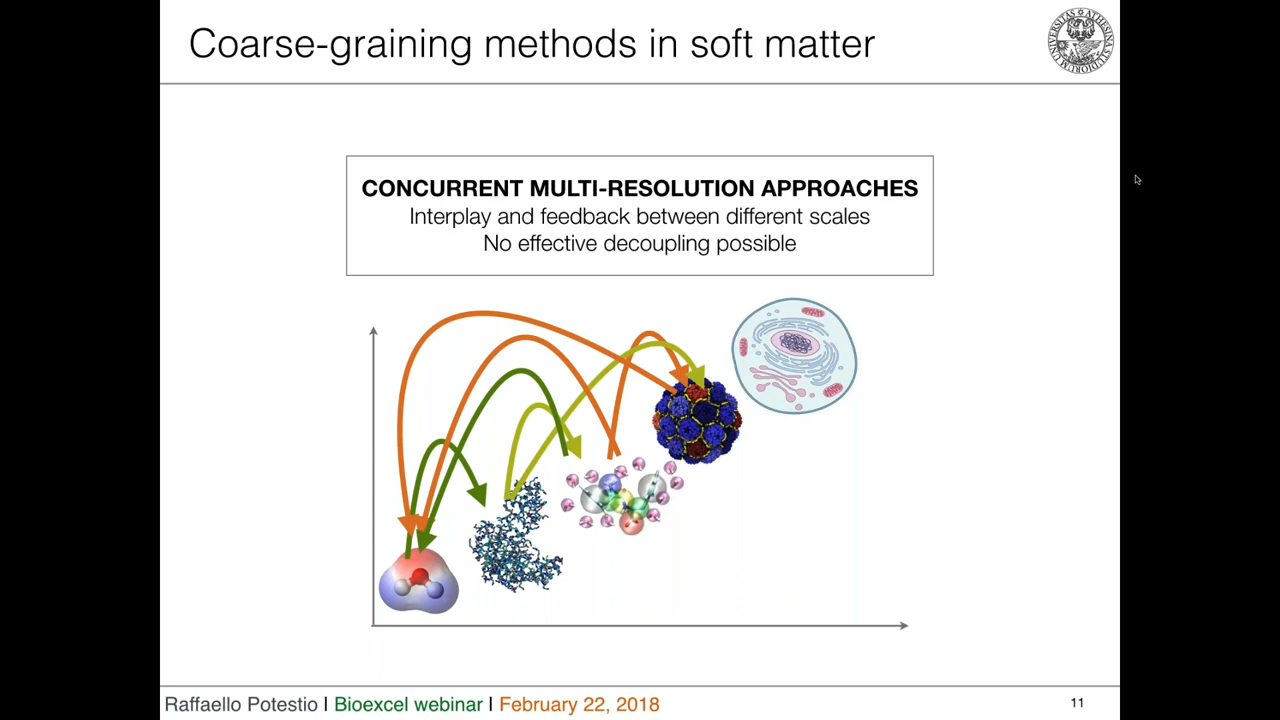 Coarse-graining methods in soft matter
CONCURRENT MULTI-RESOLUTION APPROACHES
Interplay and feedback between different scales
No effective decoupling possible
Raffaello Potestio I Bioexcel webinar I February 22, 2018
11